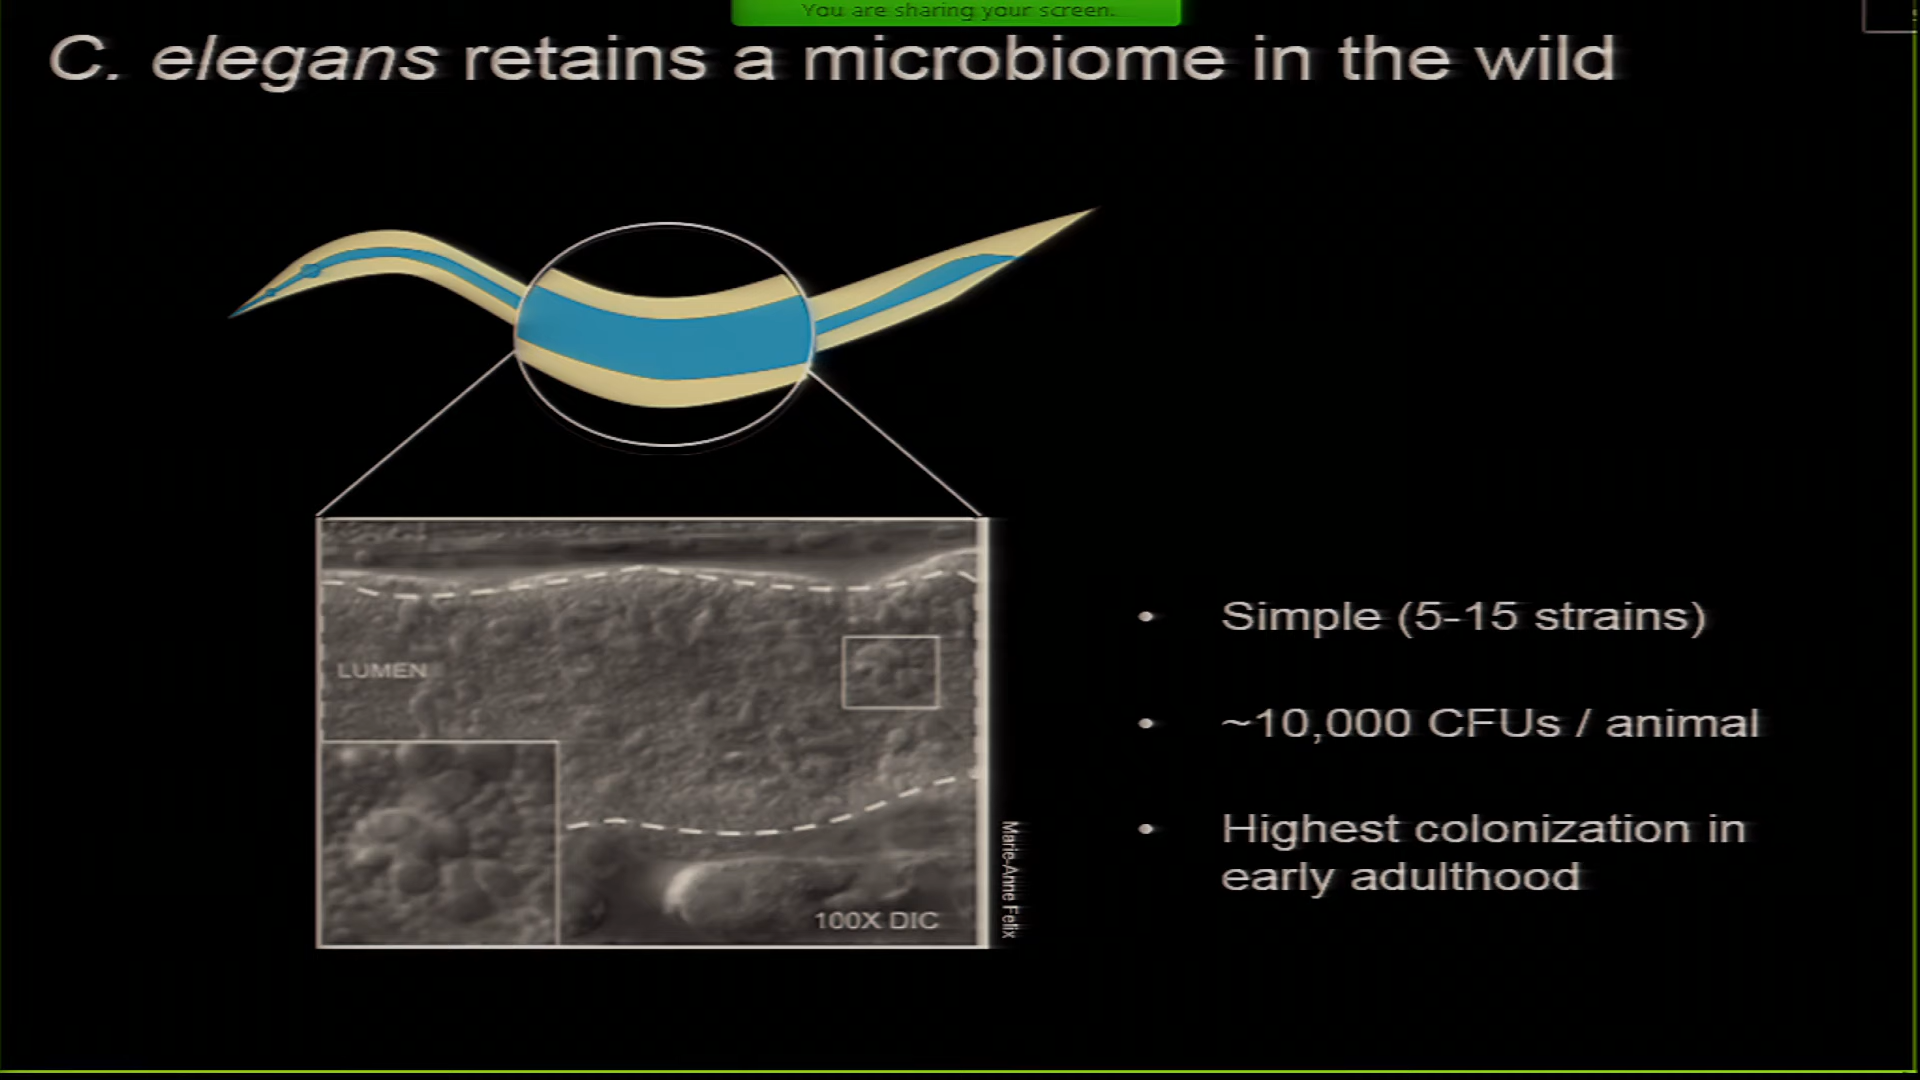 You are sharing your screen.
C. elegans retains a microbiome in the wild
LUMEN
100X DIC
Marie-Anne Felix
• Simple (5-15 strains)
• ~10,000 CFUs / animal
• Highest colonization in
early adulthood